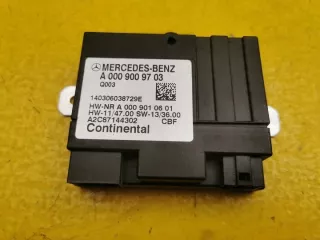 MERCEDES-BENZ
A 000 900 97 03
Q003
140306038729E
HW-NR A 000 901 06 01
HW-11/47.00 SW-13/36.00
A2C87144302 CBF
Continental